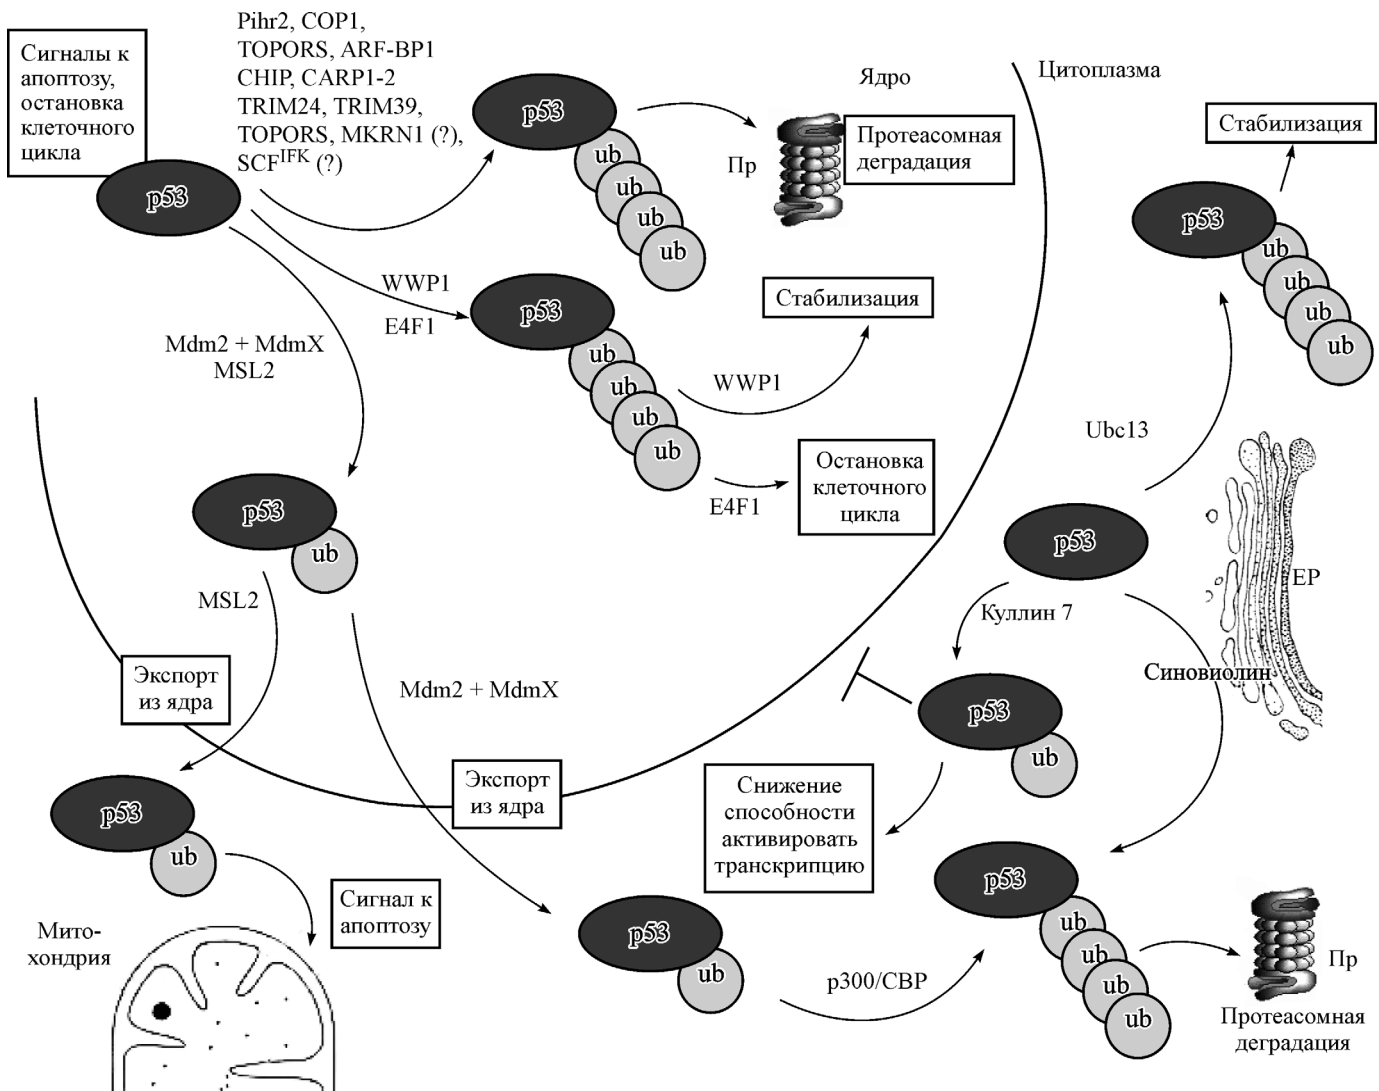 Pihr2, COP1,
TOPORS, ARF-BP1
CHIP, CARP1-2
TRIM24, TRIM39,
TOPORS, MKRN1 (?),
SCF^IFK (?)
Сигналы к
апоптозу,
остановка
клеточного
цикла
p53
p53
ub
ub
ub
ub
Пр
Протеасомная
деградация
Ядро
Цитоплазма
Стабилизация
p53
ub
ub
ub
ub
WWP1
E4F1
p53
ub
ub
ub
ub
Стабилизация
WWP1
E4F1
Остановка
клеточного
цикла
Mdm2 + MdmX
MSL2
p53
ub
MSL2
Экспорт
из ядра
Mdm2 + MdmX
Экспорт
из ядра
Ubc13
p53
EP
Куллин 7
Синовиолин
p53
ub
Снижение
способности
активировать
транскрипцию
p53
ub
Сигнал к
апоптозу
Мито-
хондрия
p53
ub
p300/CBP
p53
ub
ub
ub
ub
Пр
Протеасомная
деградация